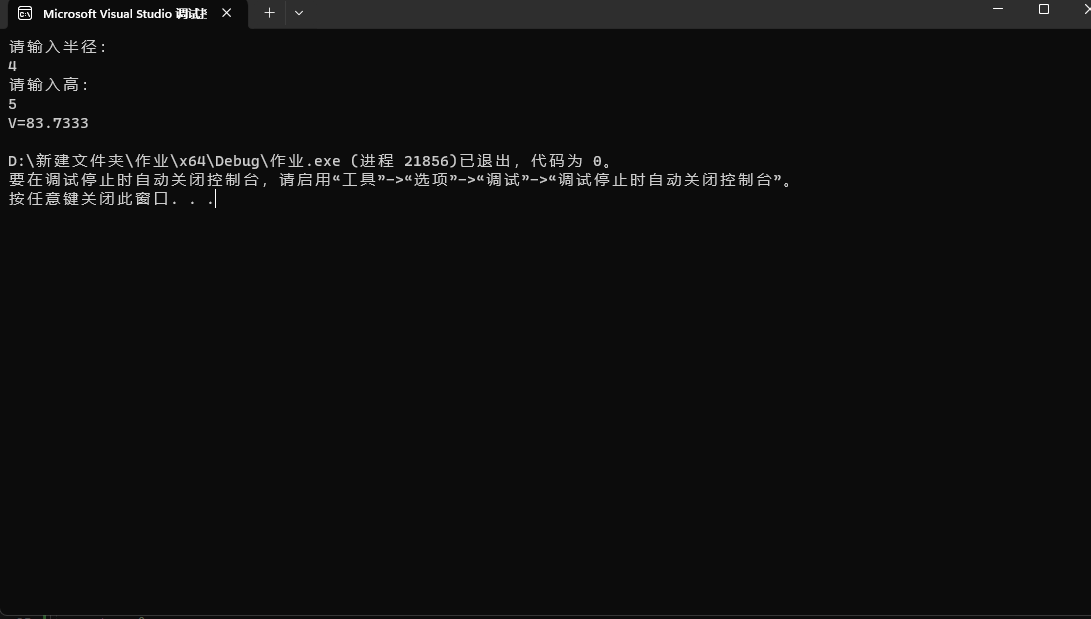 Microsoft Visual Studio 调试
请输入半径：
4
请输入高：
5
V=83.7333
D:\新建文件夹\作业\x64\Debug\作业.exe (进程 21856)已退出，代码为 0。
要在调试停止时自动关闭控制台，请启用“工具”->“选项”->“调试”->“调试停止时自动关闭控制台”。
按任意键关闭此窗口. . .